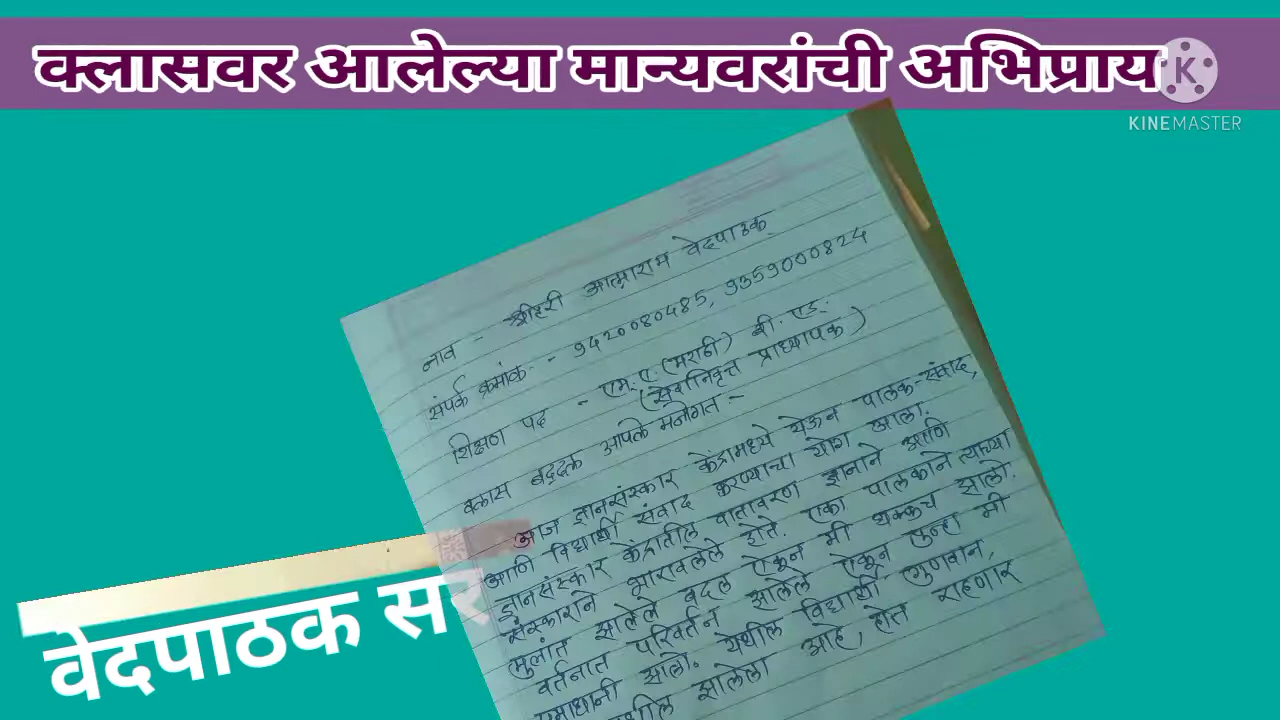 क्लासवर आलेल्या मान्यवरांची अभिप्राय
K
KINEMASTER
नाव - श्रीहरी आत्माराम वेदपाठक
संपर्क क्रमांक - 9420080485, 9359000824
शिक्षण पद - एम.ए.(मराठी) बी.एड.
(सेवानिवृत्त प्राध्यापक)
क्लास बद्दल आपले मनोगत :-
आज ज्ञानसंस्कार केंद्रामध्ये येऊन पालक-संवाद,
आणि विद्यार्थी संवाद करण्याचा योग आला.
ज्ञानसंस्कार केंद्रातील वातावरण ज्ञानाने आणि
संस्काराने भारावलेले होते. एका पालकाने त्याच्या
मुलांत झालेले बदल ऐकून मी थक्कच झालो.
वर्तनात परिवर्तन झालेले ऐकून पुन्हा मी
समाधानी झालो. येथील विद्यार्थी गुणवान,
झालेला आहे, होत राहणार
वेदपाठक सर